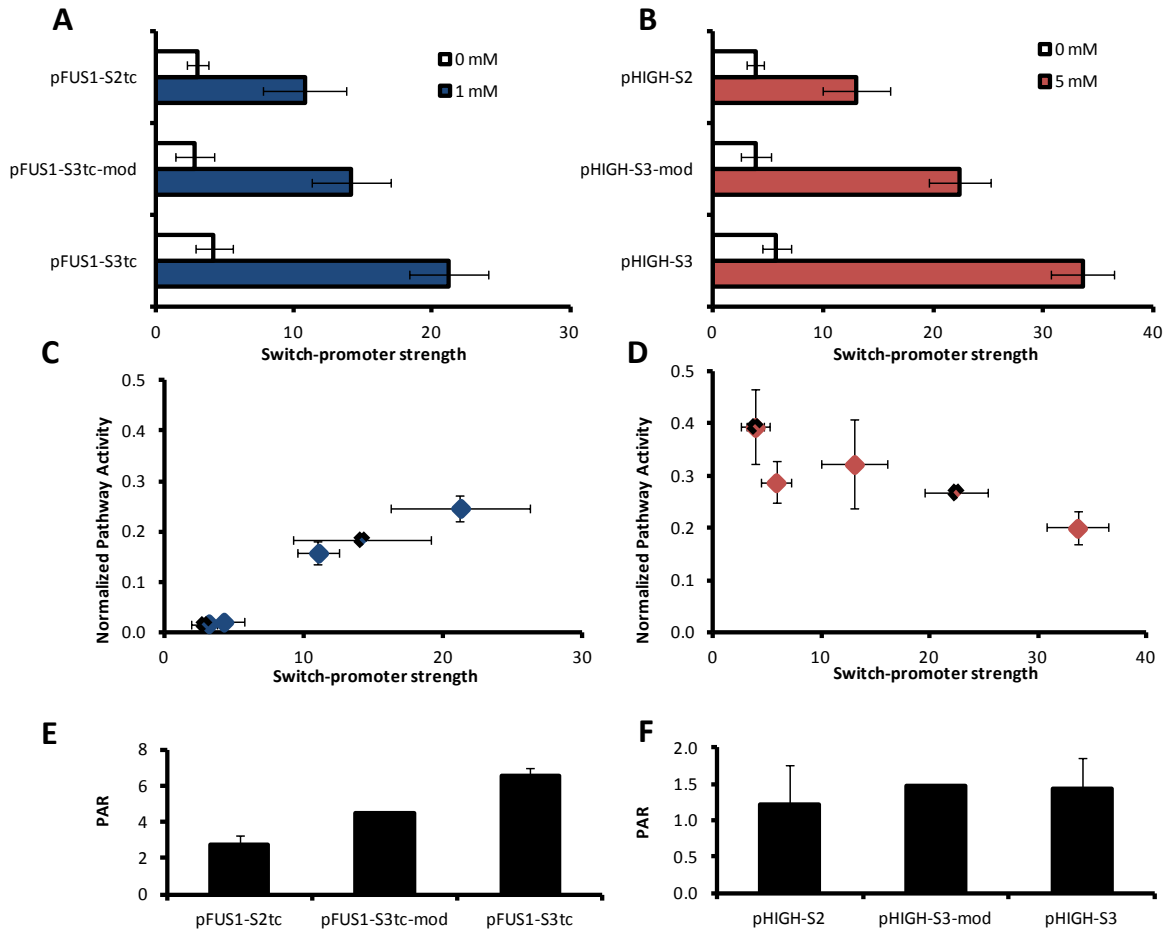 A
pFUS1-S2tc
pFUS1-S3tc-mod
pFUS1-S3tc
0 mM
1 mM
0 10 20 30
Switch-promoter strength
B
pHIGH-S2
pHIGH-S3-mod
pHIGH-S3
0 mM
5 mM
0 10 20 30 40
Switch-promoter strength
C
Normalized Pathway Activity
0.5
0.4
0.3
0.2
0.1
0.0
0 10 20 30
Switch-promoter strength
D
Normalized Pathway Activity
0.5
0.4
0.3
0.2
0.1
0.0
0 10 20 30 40
Switch-promoter strength
E
PAR
8
6
4
2
0
pFUS1-S2tc pFUS1-S3tc-mod pFUS1-S3tc
F
PAR
2.0
1.5
1.0
0.5
0.0
pHIGH-S2 pHIGH-S3-mod pHIGH-S3